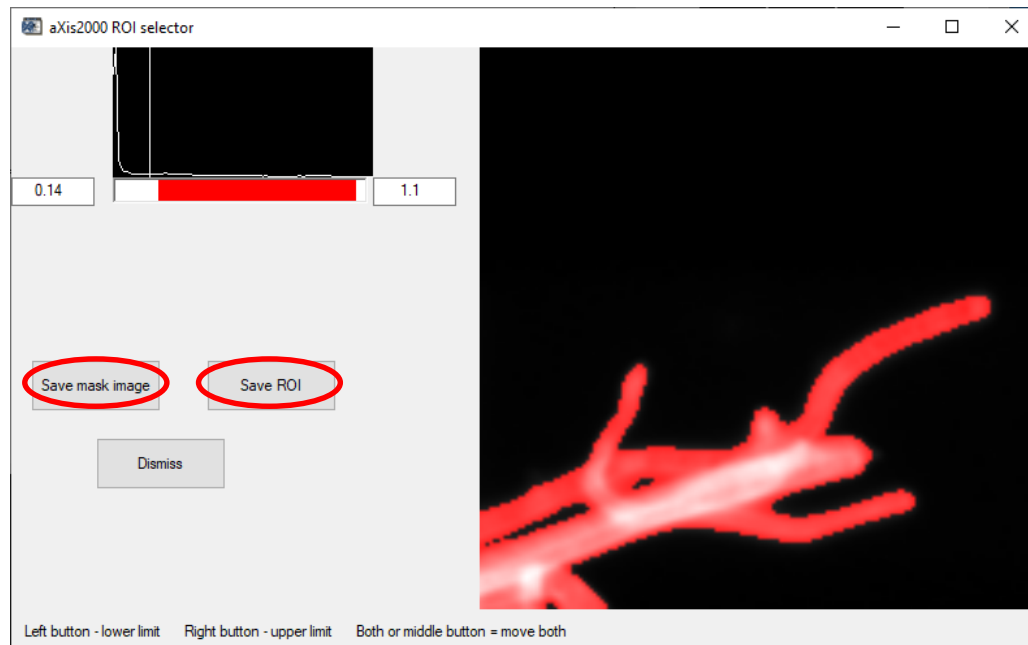 aXis2000 ROI selector
0.14
1.1
Save mask image
Save ROI
Dismiss
Left button - lower limit Right button - upper limit Both or middle button = move both